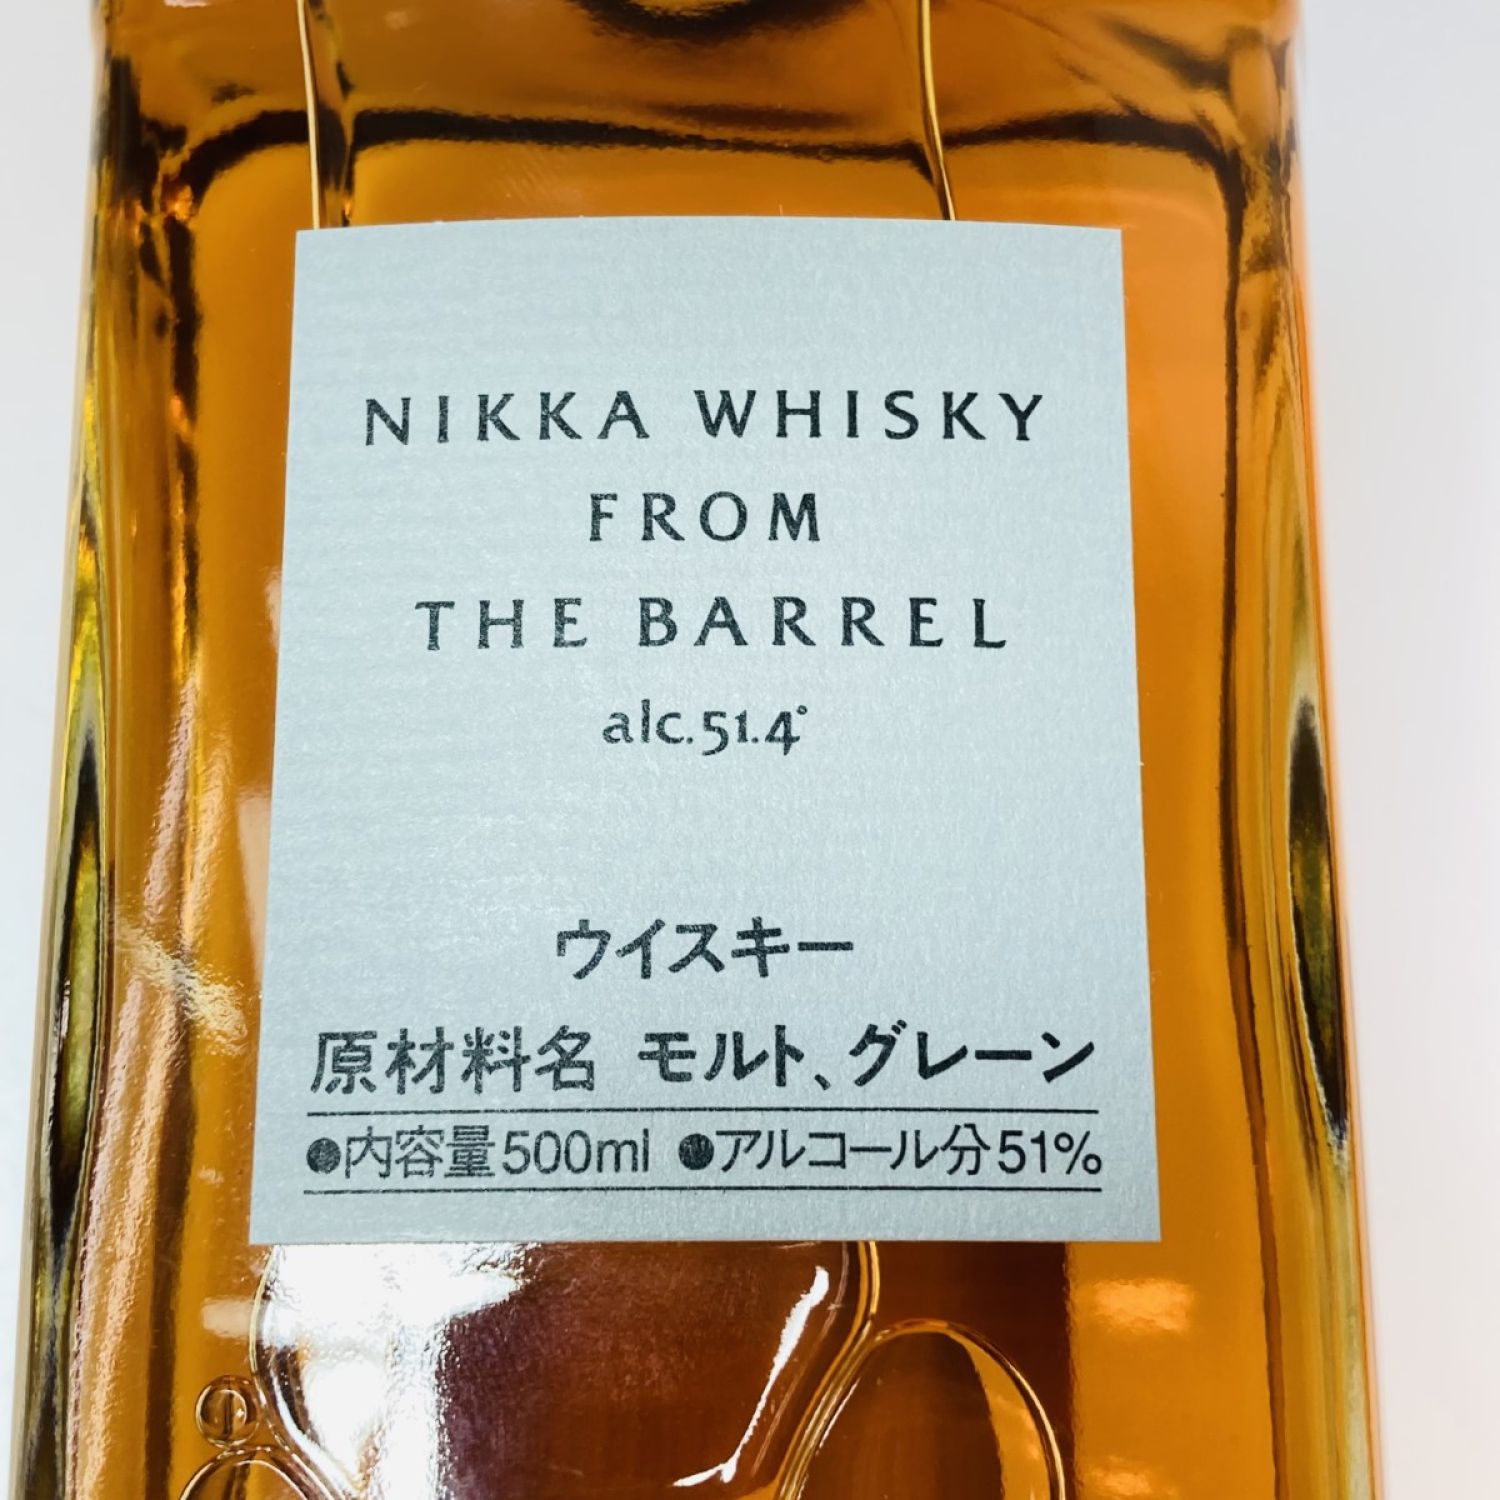 NIKKA WHISKY
FROM
THE BARREL
alc.51.4°
ウイスキー
原材料名 モルト、グレーン
●内容量500ml ●アルコール分51%